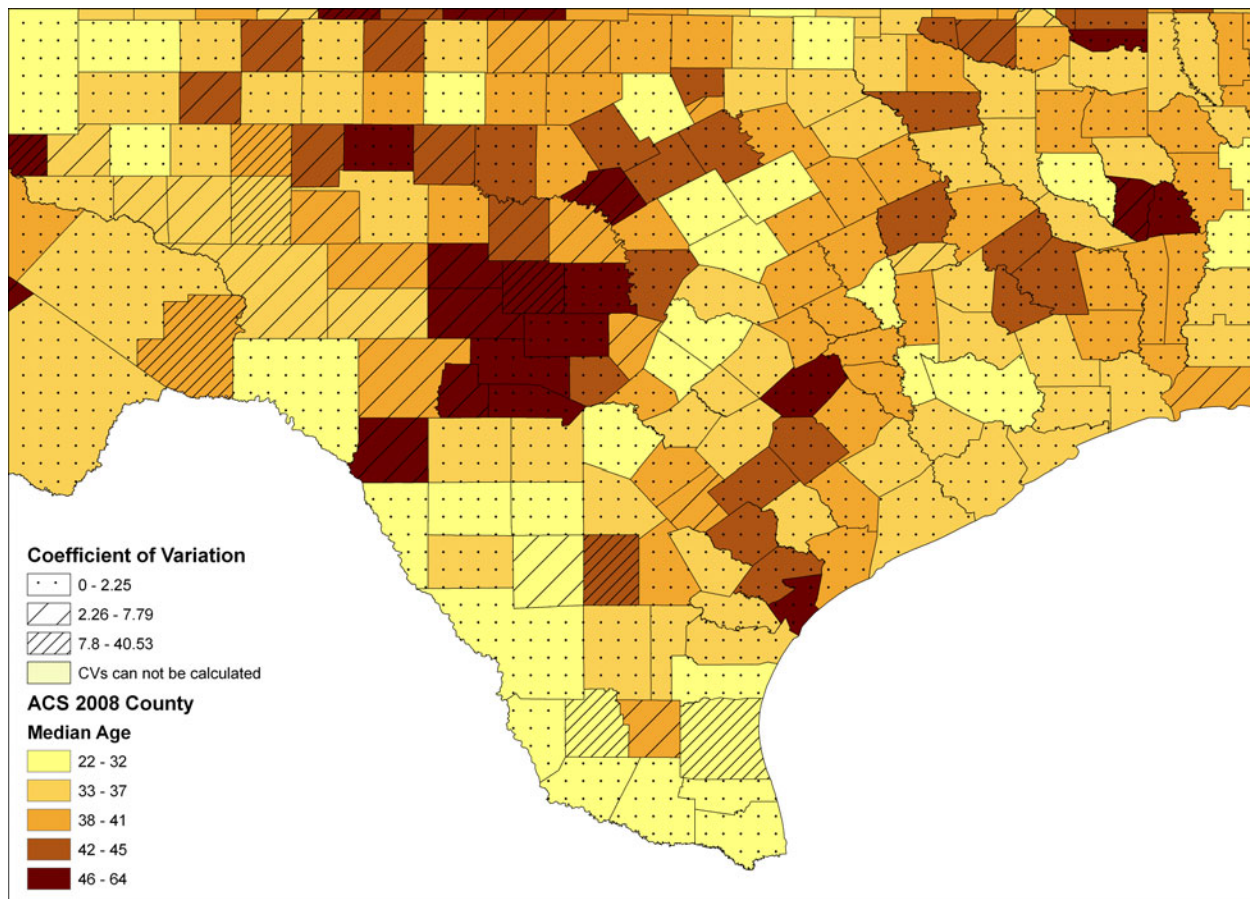 Coefficient of Variation
0 - 2.25
2.26 - 7.79
7.8 - 40.53
CVs can not be calculated
ACS 2008 County
Median Age
22 - 32
33 - 37
38 - 41
42 - 45
46 - 64